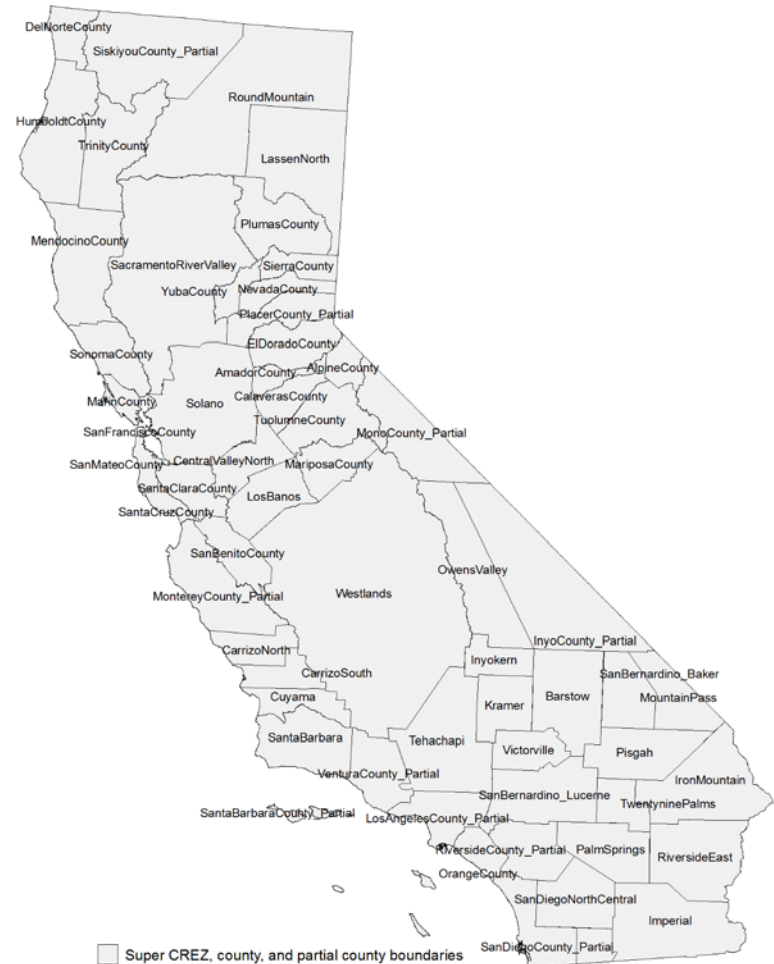 DelNorteCounty
SiskiyouCounty_Partial
RoundMountain
HumboldtCounty
TrinityCounty
LassenNorth
PlumasCounty
MendocinoCounty
SacramentoRiverValley
SierraCounty
YubaCounty
NevadaCounty
PlacerCounty_Partial
ElDoradoCounty
SonomaCounty
AmadorCounty
AlpineCounty
MarinCounty
Solano
CalaverasCounty
TuolumneCounty
SanFranciscoCounty
MonoCounty_Partial
SanMateoCounty
CentralValleyNorth
MariposaCounty
SantaClaraCounty
LosBanos
SantaCruzCounty
SanBenitoCounty
OwensValley
MontereyCounty_Partial
Westlands
InyoCounty_Partial
CarrizoNorth
Inyokern
CarrizoSouth
SanBernardino_Baker
Cuyama
Kramer
Barstow
MountainPass
SantaBarbara
Tehachapi
Victorville
Pisgah
VenturaCounty_Partial
IronMountain
SanBernardino_Lucerne
TwentyninePalms
SantaBarbaraCounty_Partial
LosAngelesCounty_Partial
RiversideCounty_Partial
PalmSprings
RiversideEast
OrangeCounty
SanDiegoNorthCentral
Imperial
SanDiegoCounty_Partial
Super CREZ, county, and partial county boundaries